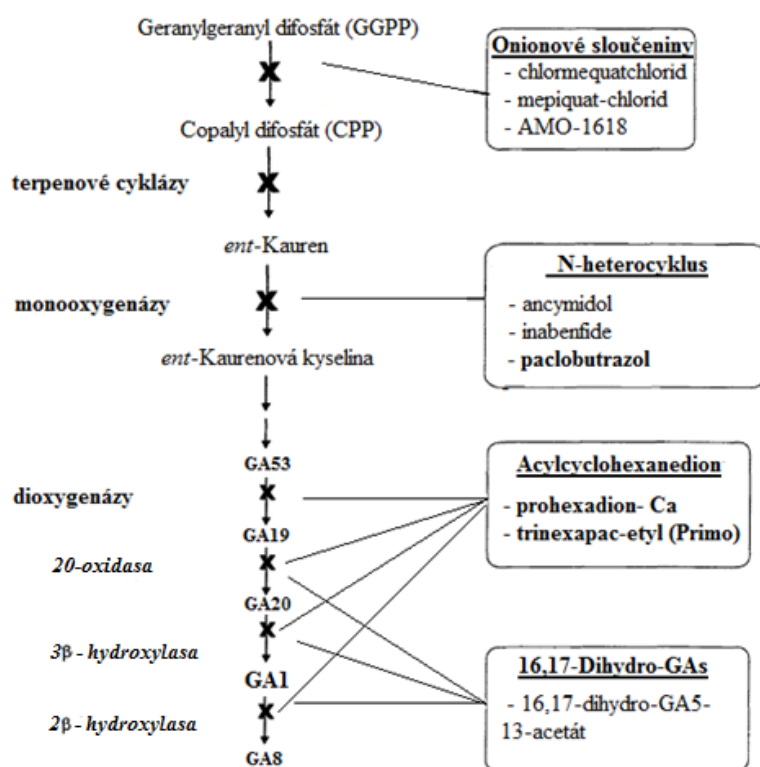 Geranylgeranyl difosfát (GGPP)
Onionové sloučeniny
- chlormequatchlorid
- mepiquat-chlorid
- AMO-1618
Copalyl difosfát (CPP)
terpenové cyklázy
ent-Kauren
N-heterocyklus
- ancymidol
- inabenfide
- paclobutrazol
monooxygenázy
ent-Kaurenová kyselina
GA53
Acylcyclohexanedion
- prohexadion- Ca
- trinexapac-etyl (Primo)
dioxygenázy
GA19
20-oxidasa
GA20
3β- hydroxylasa
16,17-Dihydro-GAs
- 16,17-dihydro-GA5-
13-acetát
GA1
2β-hydroxylasa
GA8